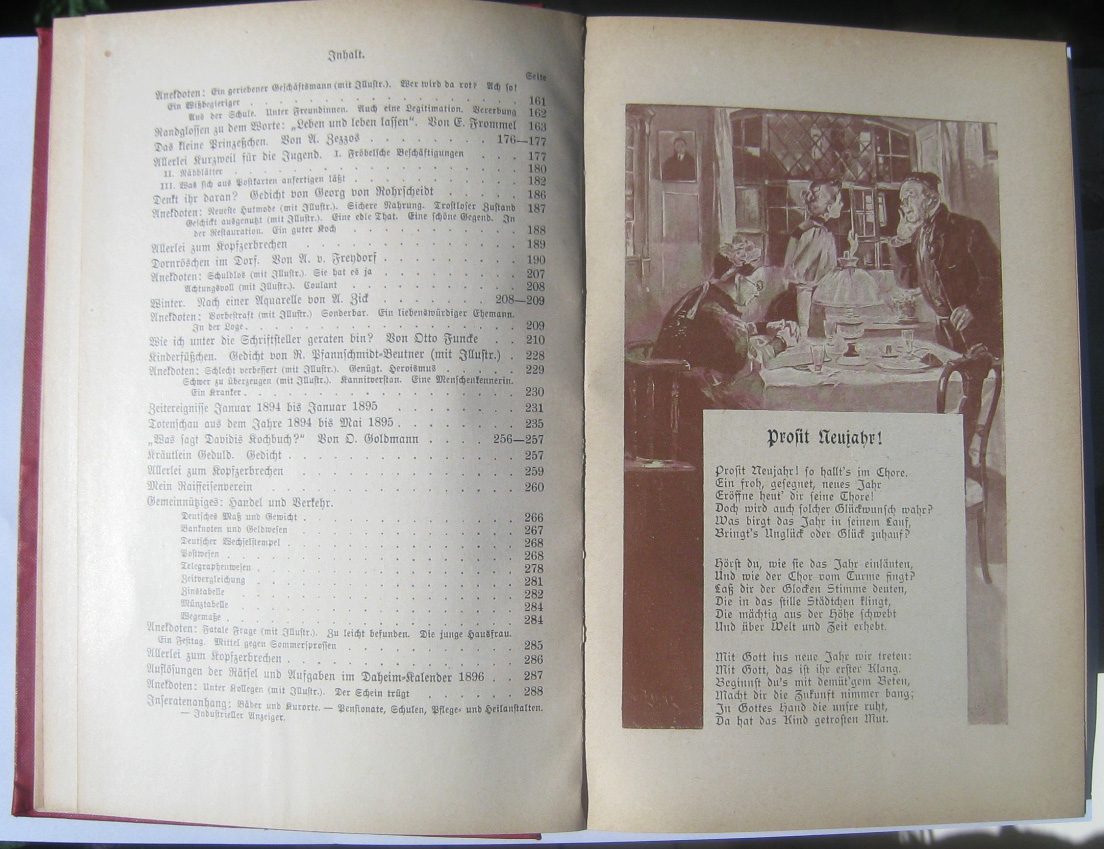 Inhalt.
Seite
Anekdoten: Ein geriebener Geschäftsmann (mit Illustr.). Wer wird da rot? Ach so!
Ein Wißbegieriger . . . 161
Aus der Schule. Unter Freundinnen. Auch eine Legitimation. Vererbung 162
Randglossen zu dem Worte: „Leben und leben lassen“. Von E. Frommel 163
Das kleine Prinzeßchen. Von A. Zezzos . . . 176—177
Allerlei Kurzweil für die Jugend. I. Fröbelsche Beschäftigungen 177
II. Nähblätter . . . 180
III. Was sich aus Postkarten anfertigen läßt . . . 182
Denkt ihr daran? Gedicht von Georg von Rohrscheidt . . . 186
Anekdoten: Neueste Hutmode (mit Illustr.). Sichere Nahrung. Trostloser Zustand 187
Geschickt ausgenutzt (mit Illustr.). Eine edle That. Eine schöne Gegend. In
der Restauration. Ein guter Koch . . . 188
Allerlei zum Kopfzerbrechen . . . 189
Dornröschen im Dorf. Von A. v. Freydorf . . . 190
Anekdoten: Schuldlos (mit Illustr.). Sie hat es ja . . . 207
Achtungsvoll (mit Illustr.). Coulant . . . 208
Winter. Nach einer Aquarelle von A. Zick . . . 208—209
Anekdoten: Vorbestraft (mit Illustr.) Sonderbar. Ein liebenswürdiger Ehemann.
In der Loge . . . 209
Wie ich unter die Schriftsteller geraten bin? Von Otto Funcke . . . 210
Kinderfüßchen. Gedicht von R. Pfannschmidt-Beutner (mit Illustr.) . 228
Anekdoten: Schlecht verbessert (mit Illustr.). Genügt. Heroismus . . . 229
Schwer zu überzeugen (mit Illustr.). Kannitverstan. Eine Menschenkennerin.
Ein Kranker . . . 230
Zeitereignisse Januar 1894 bis Januar 1895 . . . 231
Totenschau aus dem Jahre 1894 bis Mai 1895 . . . 235
„Was sagt Davidis Kochbuch?“ Von O. Goldmann . . . 256—257
Kräutlein Geduld. Gedicht . . . 257
Allerlei zum Kopfzerbrechen . . . 259
Mein Raiffeisenverein . . . 260
Gemeinnütziges: Handel und Verkehr.
Deutsches Maß und Gewicht . . . 266
Banknoten und Geldwesen . . . 267
Deutscher Wechselstempel . . . 268
Postwesen . . . 268
Telegraphenwesen . . . 278
Zeitvergleichung . . . 281
Zinstabelle . . . 282
Münztabelle . . . 284
Wegemaße . . . 284
Anekdoten: Fatale Frage (mit Illustr.). Zu leicht befunden. Die junge Hausfrau.
Ein Festtag. Mittel gegen Sommersprossen . . . 285
Allerlei zum Kopfzerbrechen . . . 286
Auflösungen der Rätsel und Aufgaben im Daheim-Kalender 1896 . . 287
Anekdoten: Unter Kollegen (mit Illustr.). Der Schein trügt . . . 288
Inseratenanhang: Bäder und Kurorte. — Pensionate, Schulen, Pflege- und Heilanstalten.
— Industrieller Anzeiger.
Prosit Neujahr!
Prosit Neujahr! so hallt's im Chore.
Ein froh, gesegnet, neues Jahr
Eröffne heut' dir seine Thore!
Doch wird auch solcher Glückwunsch wahr?
Was birgt das Jahr in seinem Lauf,
Bringt's Unglück oder Glück zuhauf?
Hörst du, wie sie das Jahr einläuten,
Und wie der Chor vom Turme singt?
Laß dir der Glocken Stimme deuten,
Die in das stille Städtchen klingt,
Die mächtig aus der Höhe schwebt
Und über Welt und Zeit erhebt.
Mit Gott ins neue Jahr wir treten:
Mit Gott, das ist ihr erster Klang.
Beginnst du's mit demüt'gem Beten,
Macht dir die Zukunft nimmer bang;
In Gottes Hand die unsre ruht,
Da hat das Kind getrosten Mut.